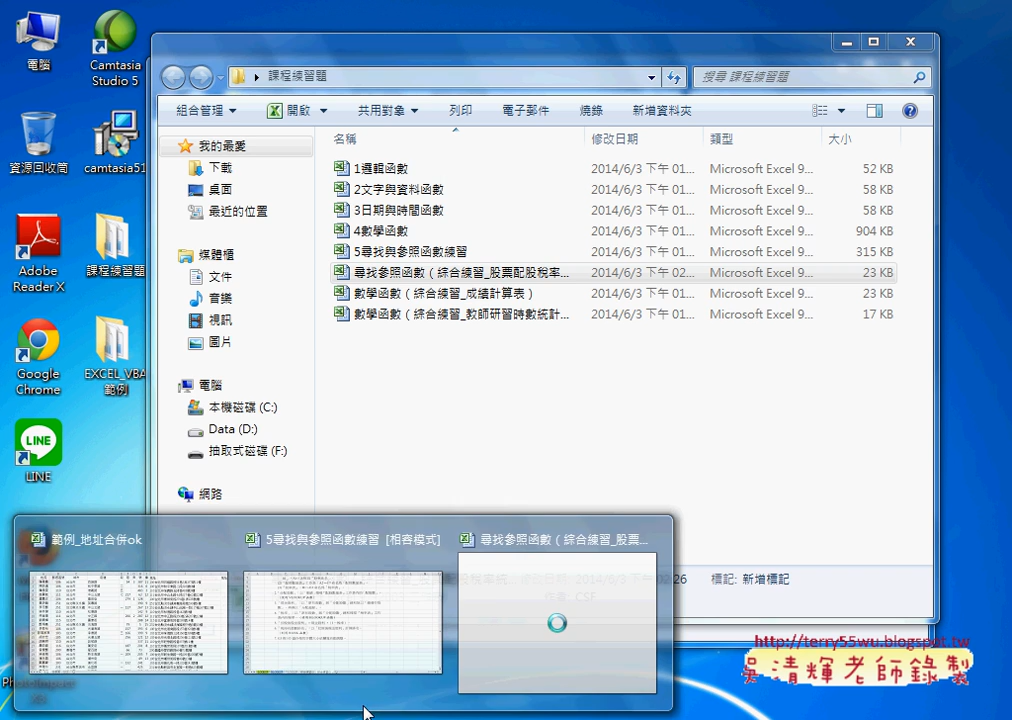 電腦
Camtasia Studio 5
資源回收筒
camtasia51
Adobe Reader X
課程練習題
Google Chrome
EXCEL_VBA範例
LINE
課程練習題
搜尋 課程練習題
組合管理
開啟
共用對象
列印
電子郵件
燒錄
新增資料夾
名稱
修改日期
類型
大小
我的最愛
下載
桌面
最近的位置
媒體櫃
文件
音樂
視訊
圖片
電腦
本機磁碟 (C:)
Data (D:)
抽取式磁碟 (F:)
網路
1邏輯函數 2014/6/3 下午 01... Microsoft Excel 9... 52 KB
2文字與資料函數 2014/6/3 下午 01... Microsoft Excel 9... 58 KB
3日期與時間函數 2014/6/3 下午 01... Microsoft Excel 9... 58 KB
4數學函數 2014/6/3 下午 01... Microsoft Excel 9... 904 KB
5尋找與參照函數練習 2014/6/3 下午 01... Microsoft Excel 9... 315 KB
尋找參照函數（綜合練習_股票配股稅率... 2014/6/3 下午 02... Microsoft Excel 9... 23 KB
數學函數（綜合練習_成績計算表） 2014/6/3 下午 01... Microsoft Excel 9... 23 KB
數學函數（綜合練習_教師研習時數統計... 2014/6/3 下午 01... Microsoft Excel 9... 17 KB
範例_地址合併ok
5尋找與參照函數練習 [相容模式]
尋找參照函數（綜合練習_股票...
標記: 新增標記
http://terry55wu.blogspot.tw
吳清輝老師錄製